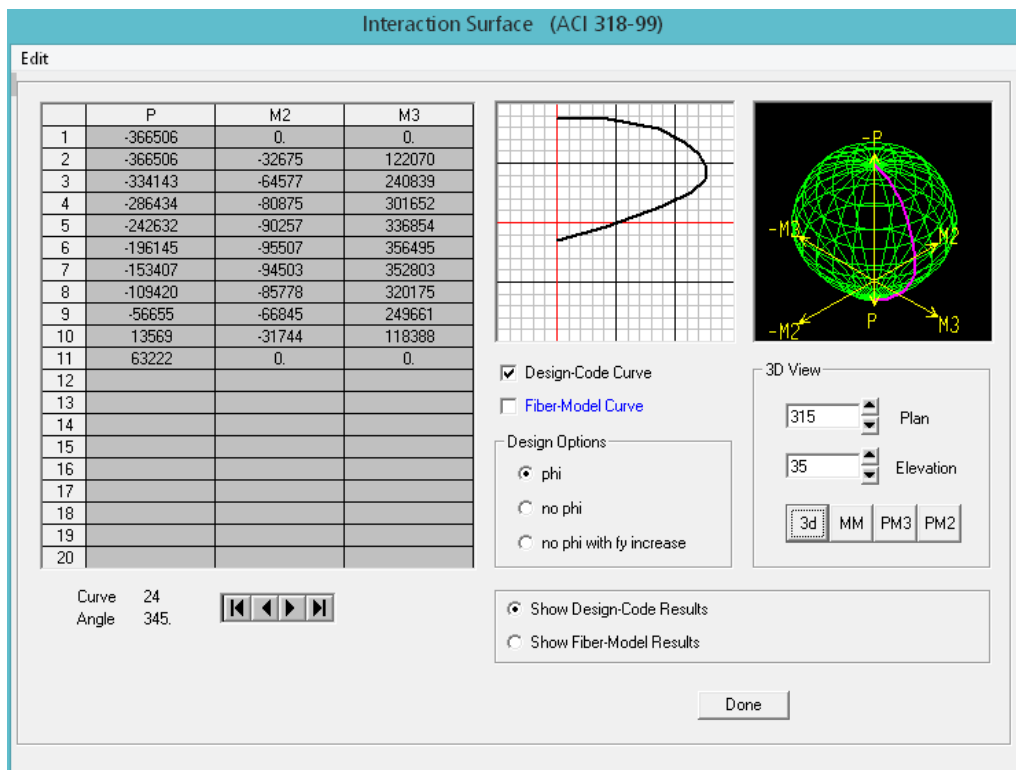 Interaction Surface (ACI 318-99)
Edit
P M2 M3
1 -366506 0. 0.
2 -366506 -32675 122070
3 -334143 -64577 240839
4 -286434 -80875 301652
5 -242632 -90257 336854
6 -196145 -95507 356495
7 -153407 -94503 352803
8 -109420 -85778 320175
9 -56655 -66845 249661
10 13569 -31744 118388
11 63222 0. 0.
12
13
14
15
16
17
18
19
20
Curve 24
Angle 345.
-P
-M3
M2
-M2
P
M3
Design-Code Curve
Fiber-Model Curve
Design Options
phi
no phi
no phi with fy increase
3D View
315 Plan
35 Elevation
3d MM PM3 PM2
Show Design-Code Results
Show Fiber-Model Results
Done